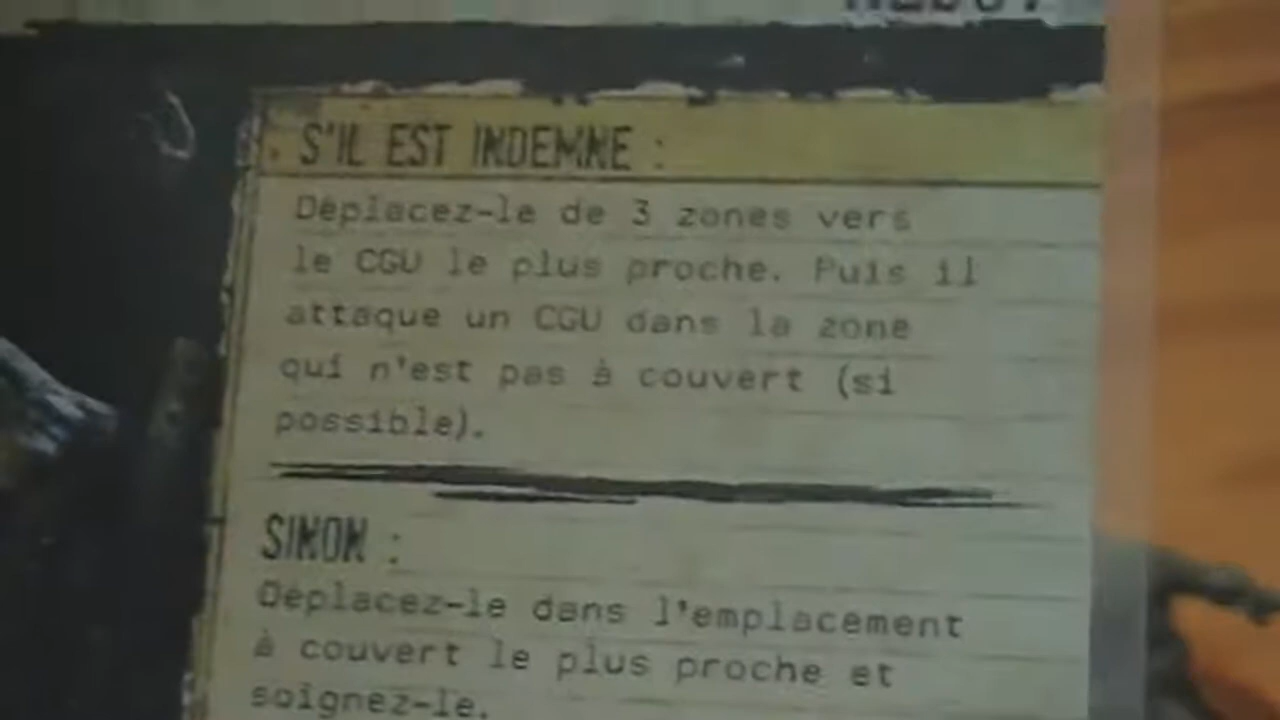 S'IL EST INDEMNE :
Déplacez-le de 3 zones vers
le CGU le plus proche. Puis il
attaque un CGU dans la zone
qui n'est pas à couvert (si
possible).
SINON :
Déplacez-le dans l'emplacement
à couvert le plus proche et
soignez-le.